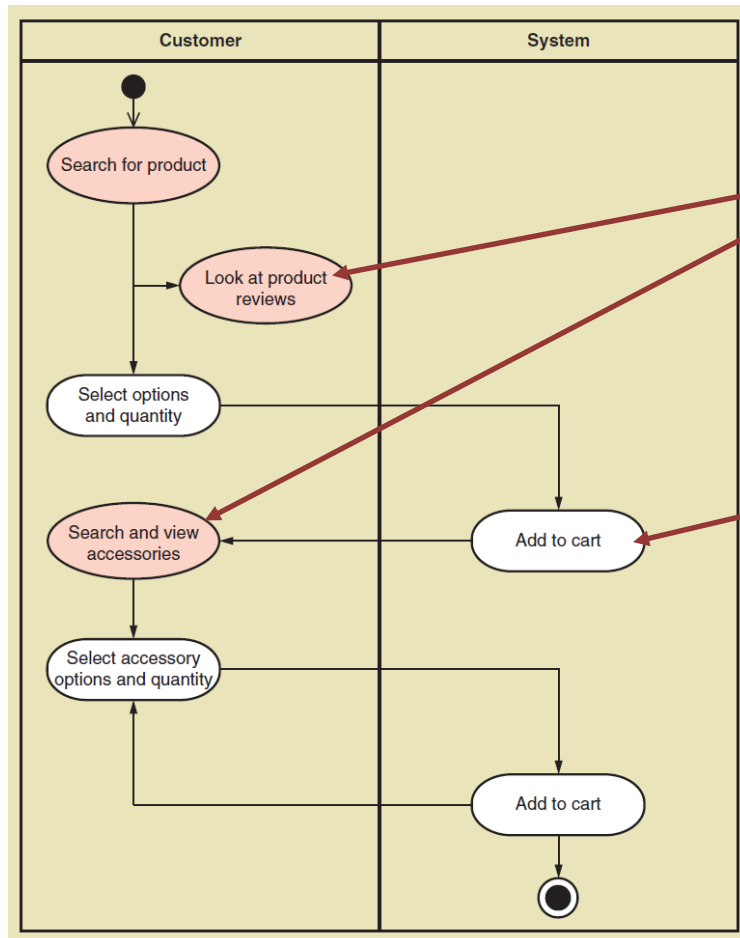 Customer
System
Search for product
Look at product
reviews
Select options
and quantity
Search and view
accessories
Add to cart
Select accessory
options and quantity
Add to cart